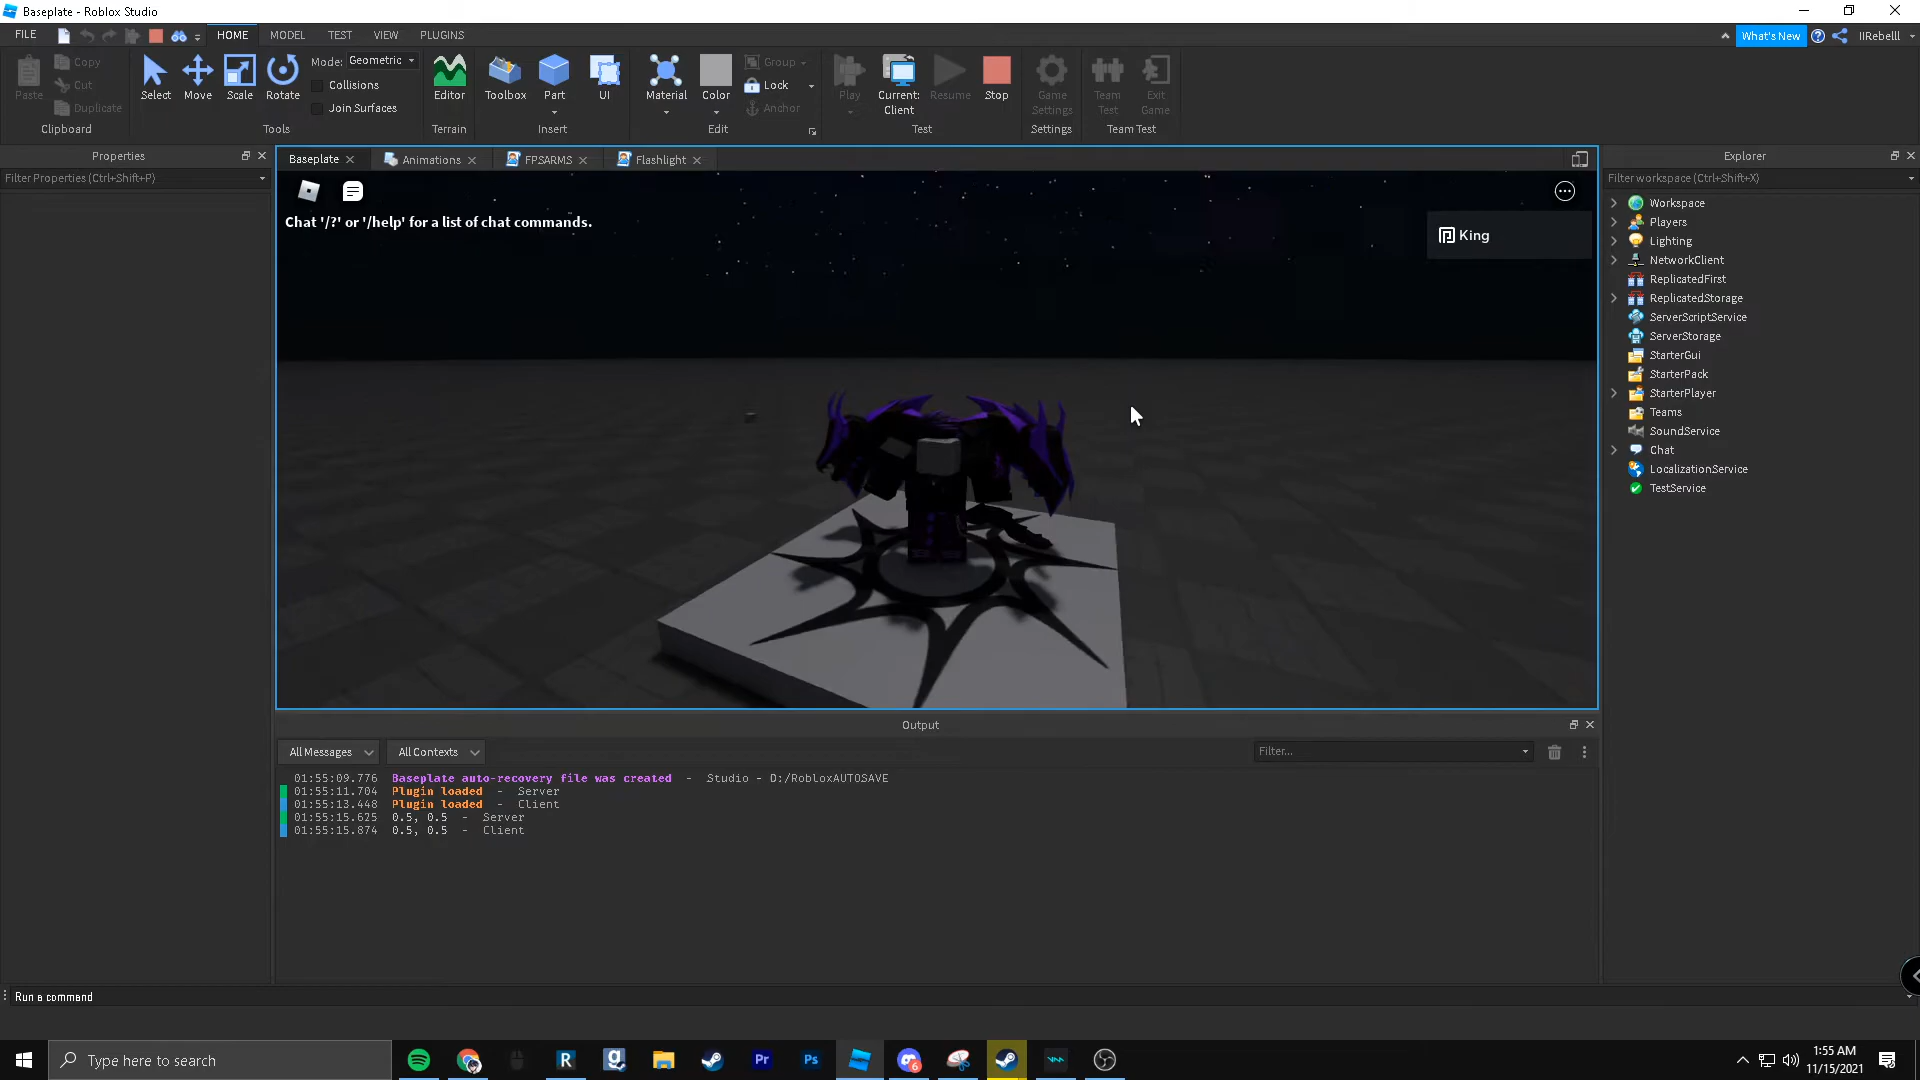 Baseplate - Roblox Studio
FILE
HOME
MODEL
TEST
VIEW
PLUGINS
What's New
IIRebelll
Paste
Copy
Cut
Duplicate
Clipboard
Select
Move
Scale
Rotate
Mode: Geometric
Collisions
Join Surfaces
Tools
Editor
Terrain
Toolbox
Part
UI
Insert
Material
Color
Group
Lock
Anchor
Edit
Play
Current:
Client
Resume
Stop
Test
Game
Settings
Settings
Team
Test
Exit
Game
Team Test
Properties
Filter Properties (Ctrl+Shift+P)
Baseplate
Animations
FPSARMS
Flashlight
Chat '/?' or '/help' for a list of chat commands.
King
Explorer
Filter workspace (Ctrl+Shift+X)
Workspace
Players
Lighting
NetworkClient
ReplicatedFirst
ReplicatedStorage
ServerScriptService
ServerStorage
StarterGui
StarterPack
StarterPlayer
Teams
SoundService
Chat
LocalizationService
TestService
Output
All Messages
All Contexts
Filter...
01:55:09.776 Baseplate auto-recovery file was created - Studio - D:/RobloxAUTOSAVE
01:55:11.704 Plugin loaded - Server
01:55:13.448 Plugin loaded - Client
01:55:15.625 0.5, 0.5 - Server
01:55:15.874 0.5, 0.5 - Client
Run a command
Type here to search
R
g
Pr
Ps
6
1:55 AM
11/15/2021